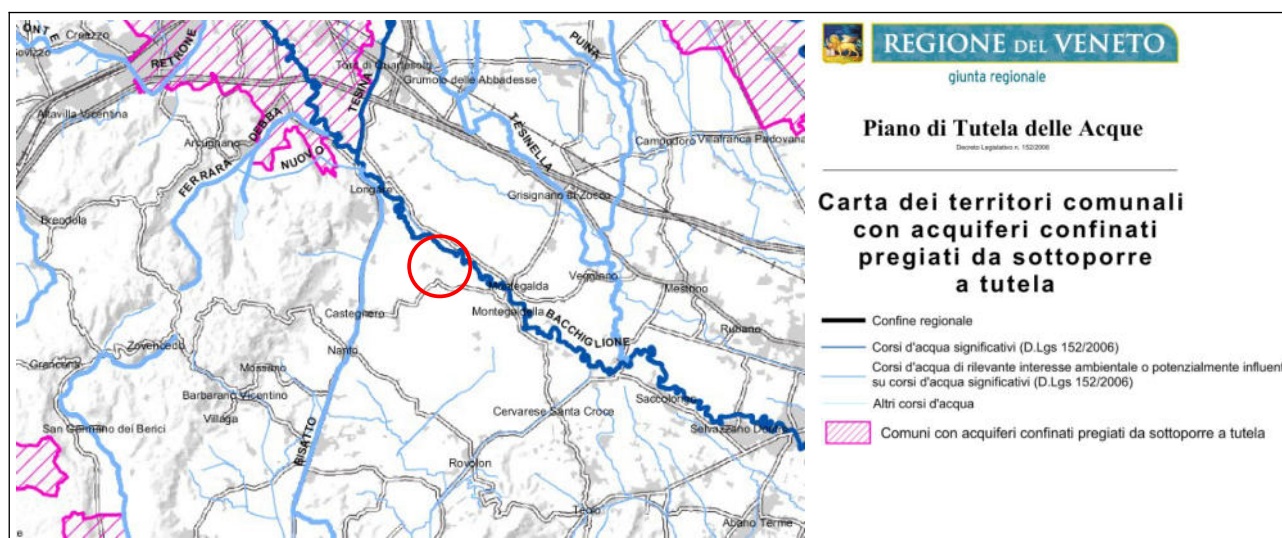 ONTE
Creazzo
RETRONE
Altavilla Vicentina
Torri di Quartesolo
TESINA
Grumolo delle Abbadesse
PUINA
TESINELLA
Campodoro
Villafranca Padovana
DEBBA
Arcugnano
FERRARA
NUOVO
Longare
Grisignano di Zocco
Brendola
Veggiano
Mestrino
Montegalda
Montegaldella
BACCHIGLIONE
Rubano
Castegnero
Nanto
Zovencedo
Grancona
Mossano
Barbarano Vicentino
Villaga
San Germano dei Berici
BISATTO
Cervarese Santa Croce
Saccolongo
Selvazzano Dentro
Rovolon
Teolo
Abano Terme
REGIONE DEL VENETO
giunta regionale
Piano di Tutela delle Acque
Decreto Legislativo n. 152/2006
Carta dei territori comunali
con acquiferi confinati
pregiati da sottoporre
a tutela
Confine regionale
Corsi d'acqua significativi (D.Lgs 152/2006)
Corsi d'acqua di rilevante interesse ambientale o potenzialmente influent
su corsi d'acqua significativi (D.Lgs 152/2006)
Altri corsi d'acqua
Comuni con acquiferi confinati pregiati da sottoporre a tutela